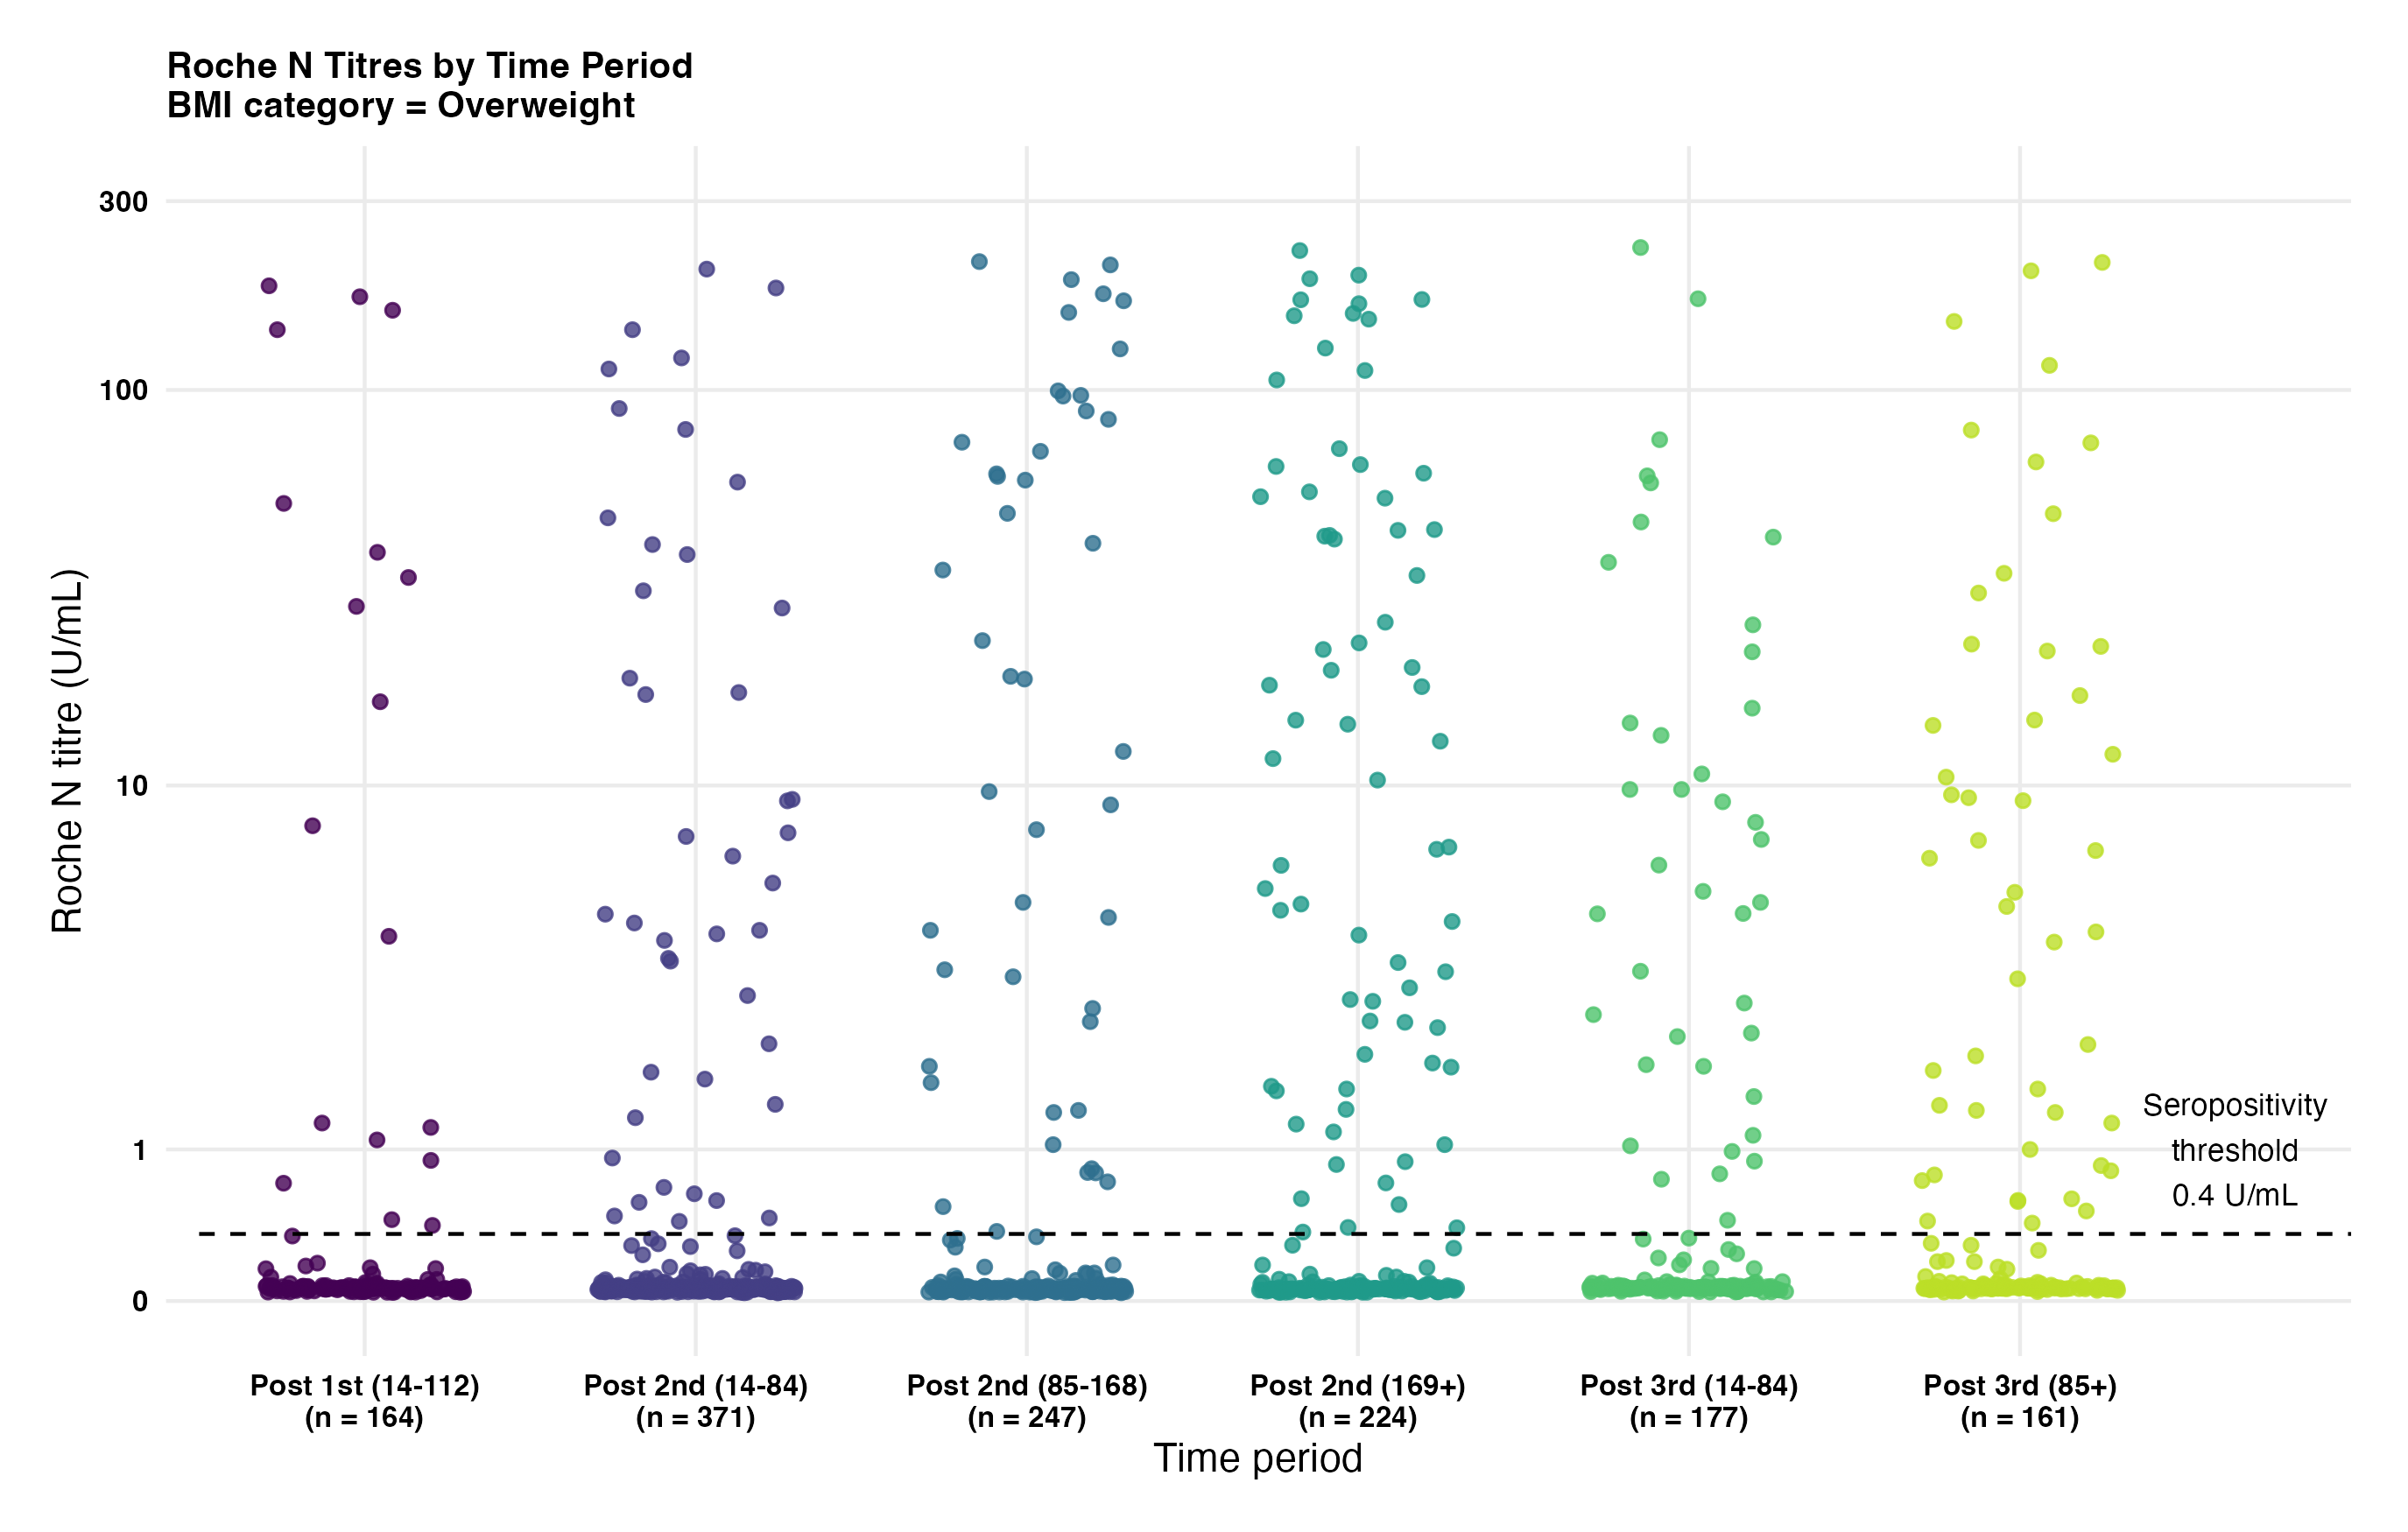 Roche N Titres by Time Period
BMI category = Overweight
Roche N titre (U/mL)
300
100
10
1
0
Seropositivity
threshold
0.4 U/mL
Post 1st (14-112)
(n = 164)
Post 2nd (14-84)
(n = 371)
Post 2nd (85-168)
(n = 247)
Post 2nd (169+)
(n = 224)
Post 3rd (14-84)
(n = 177)
Post 3rd (85+)
(n = 161)
Time period